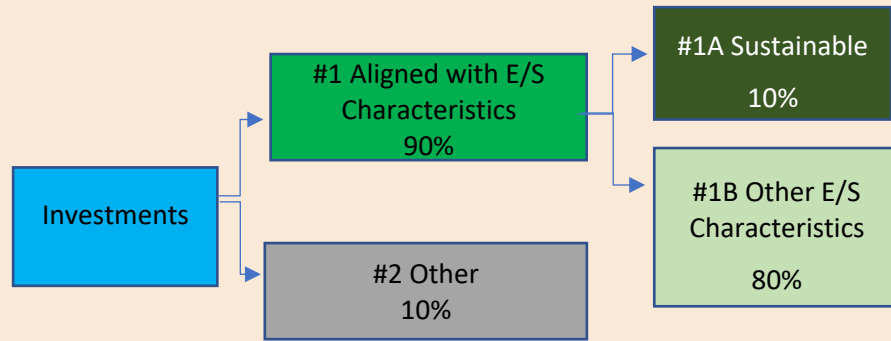 Investments
#1 Aligned with E/S
Characteristics
90%
#2 Other
10%
#1A Sustainable
10%
#1B Other E/S
Characteristics
80%